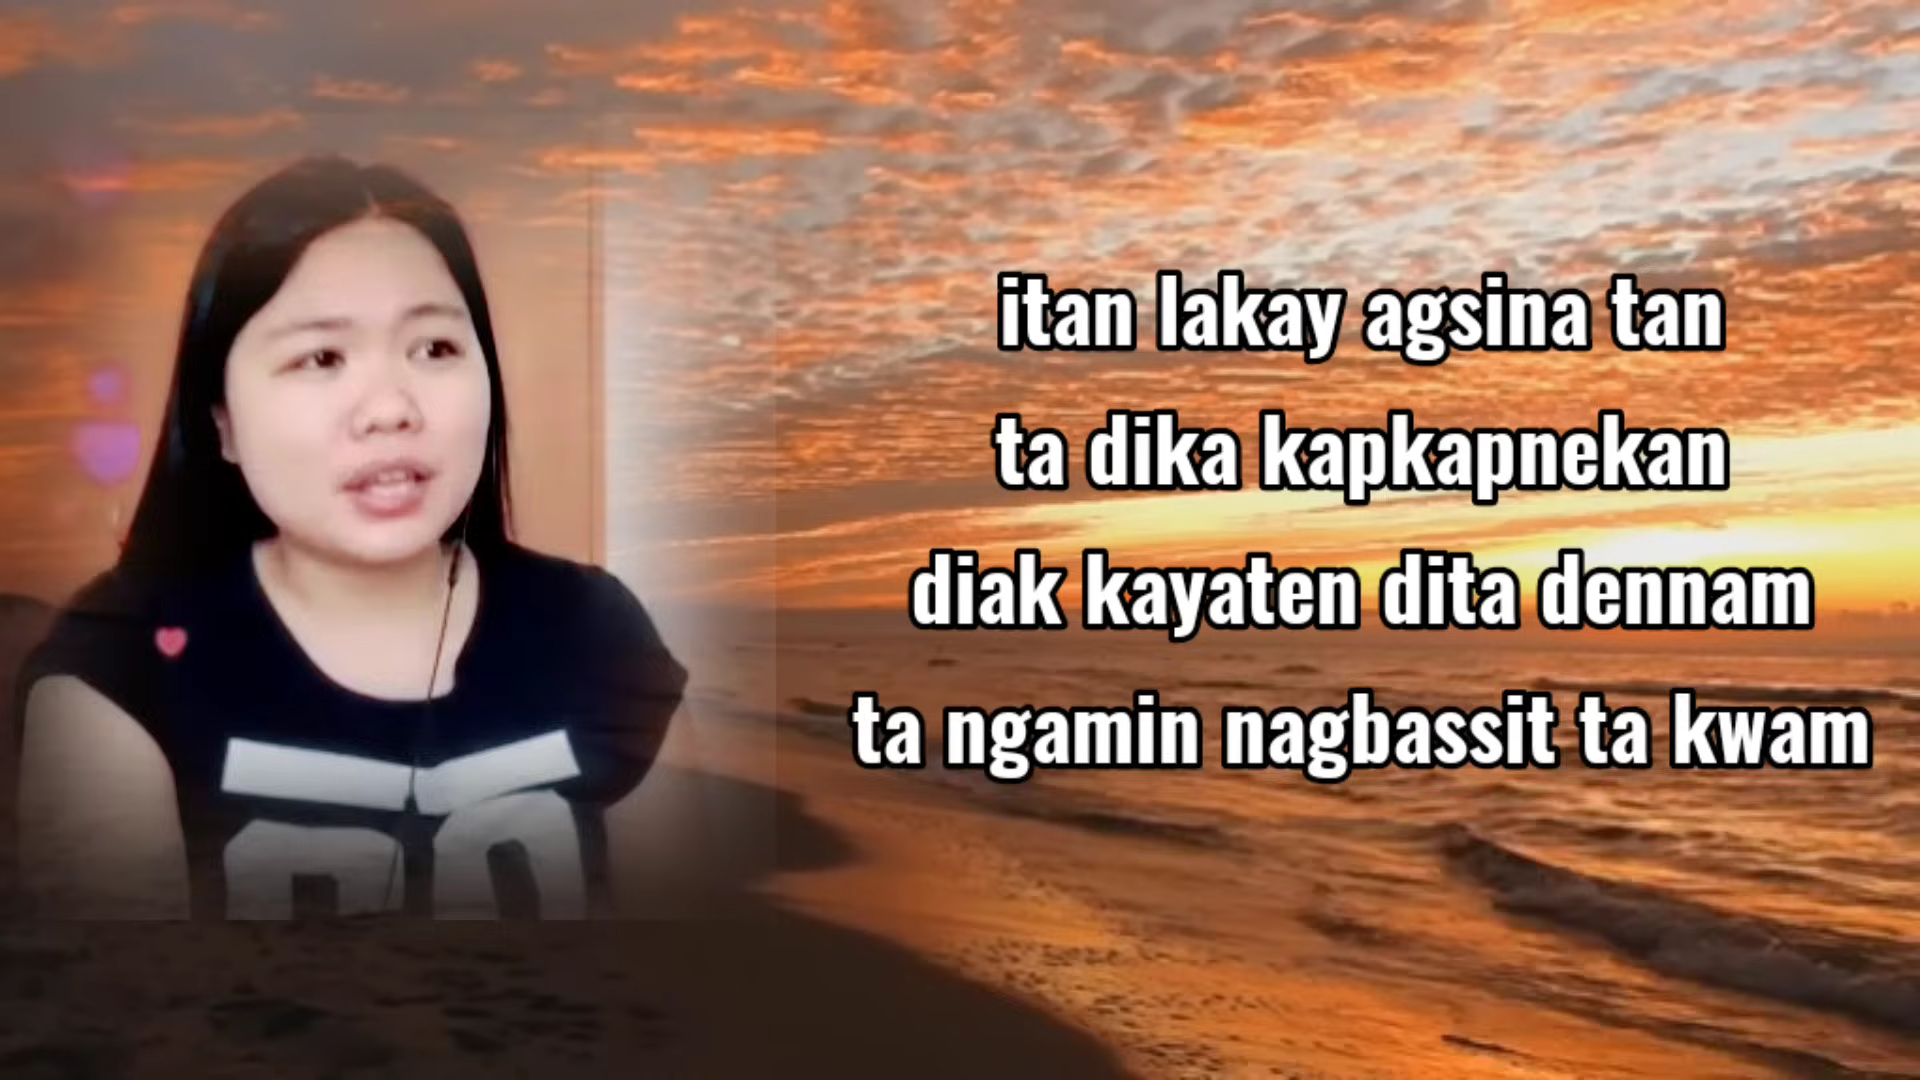 itan lakay agsina tan
ta dika kapkapnekan
diak kayaten dita dennam
ta ngamin nagbassit ta kwam